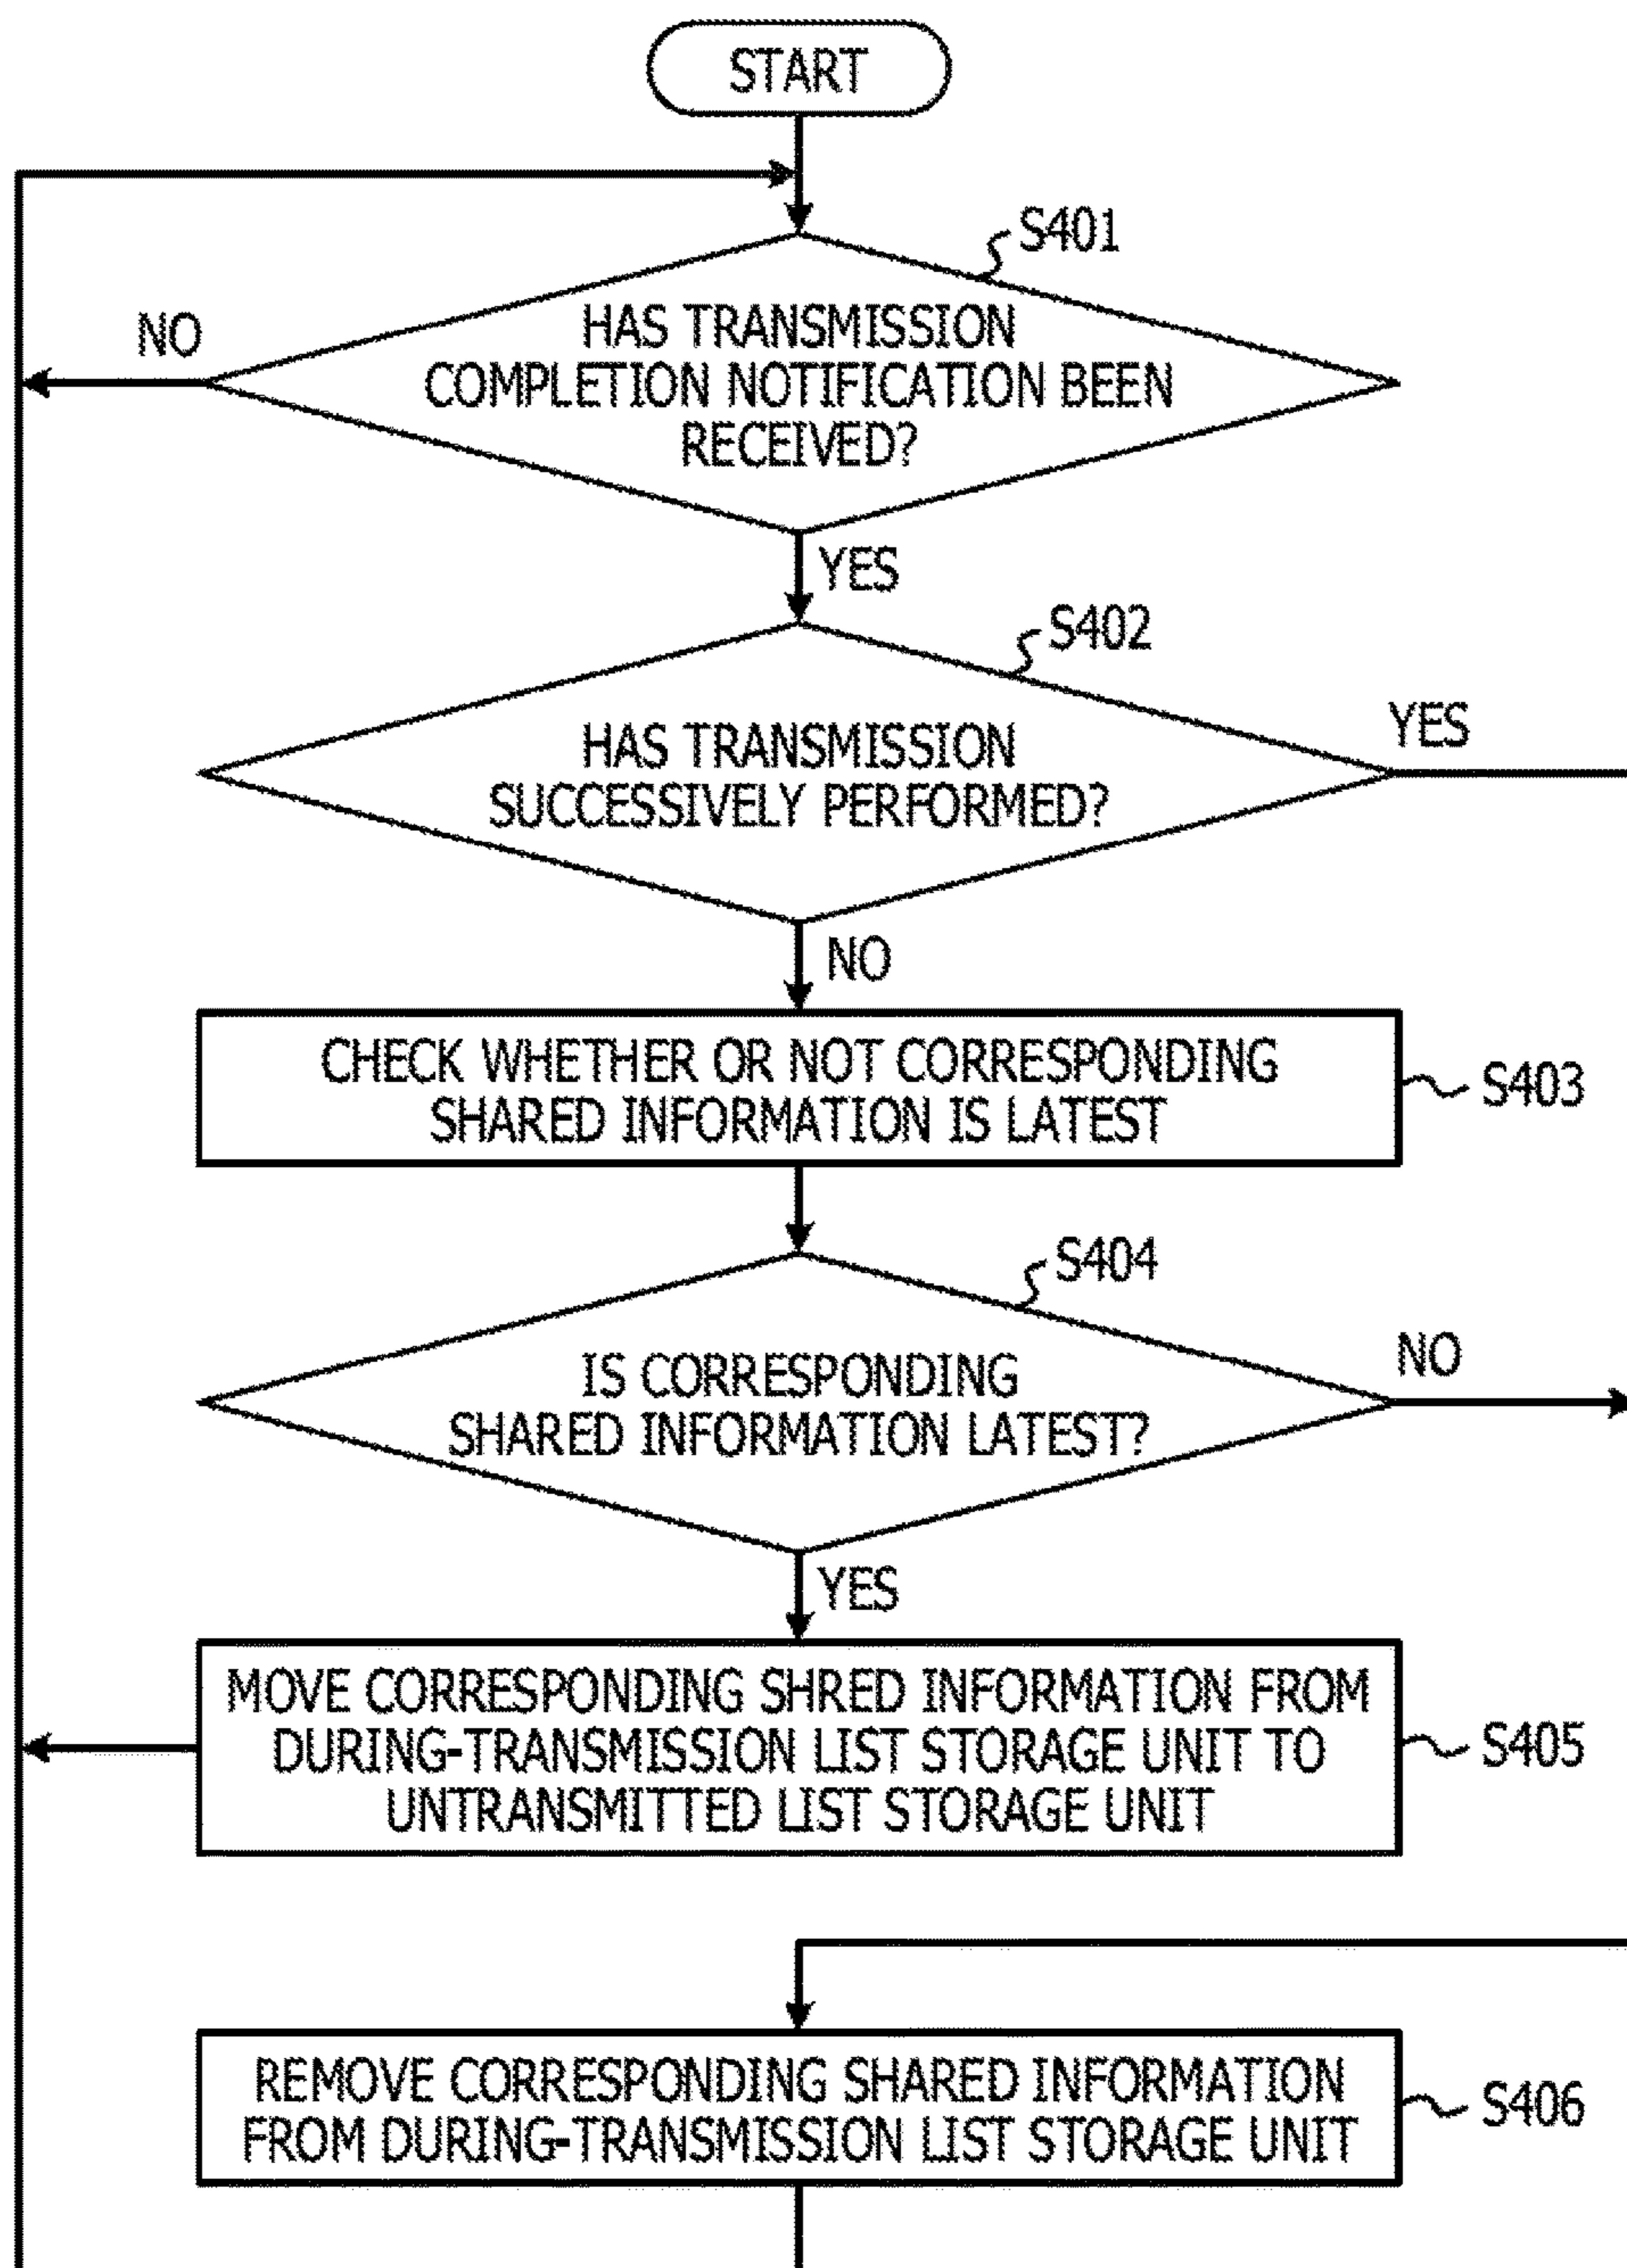 START
S401
NO
HAS TRANSMISSION
COMPLETION NOTIFICATION BEEN
RECEIVED?
YES
S402
YES
HAS TRANSMISSION
SUCCESSIVELY PERFORMED?
NO
CHECK WHETHER OR NOT CORRESPONDING
SHARED INFORMATION IS LATEST
S403
S404
NO
IS CORRESPONDING
SHARED INFORMATION LATEST?
YES
MOVE CORRESPONDING SHRED INFORMATION FROM
DURING-TRANSMISSION LIST STORAGE UNIT TO
UNTRANSMITTED LIST STORAGE UNIT
S405
REMOVE CORRESPONDING SHARED INFORMATION
FROM DURING-TRANSMISSION LIST STORAGE UNIT
S406